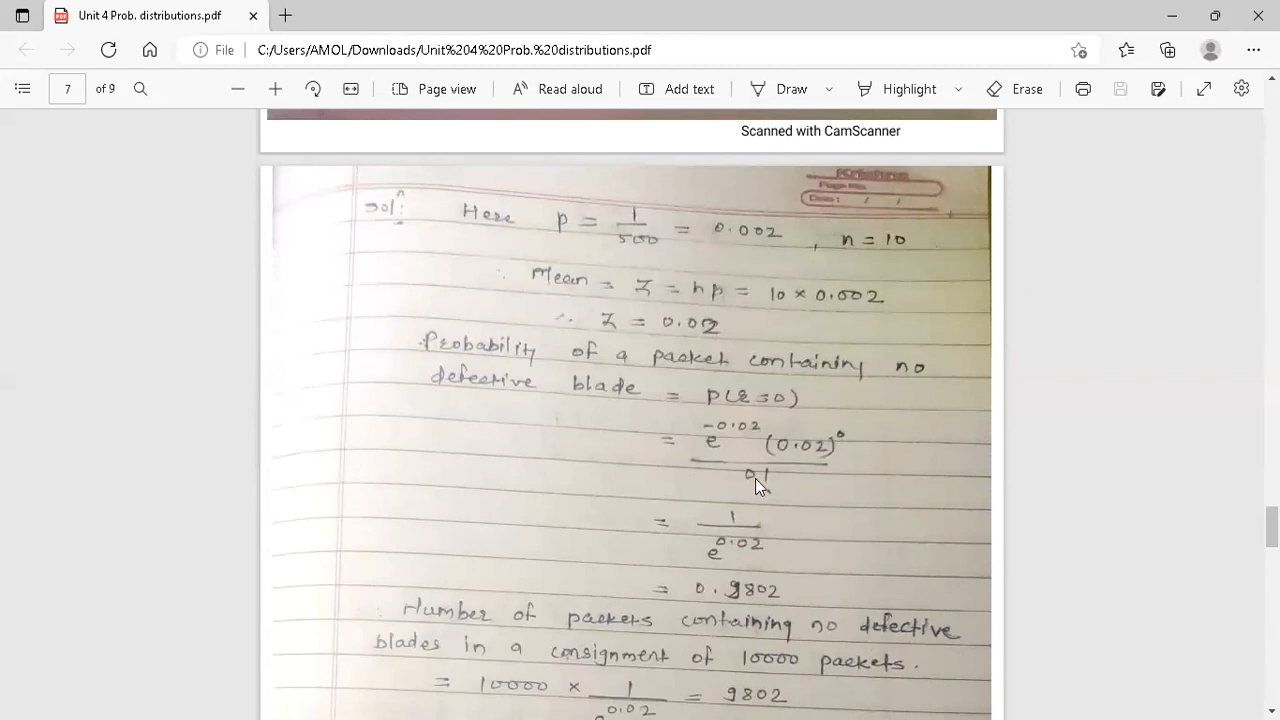 Unit 4 Prob. distributions.pdf
File C:/Users/AMOL/Downloads/Unit%204%20Prob.%20distributions.pdf
7 of 9 Page view Read aloud Add text Draw Highlight Erase
Scanned with CamScanner
Page No.
Date: / /
Solⁿ: Here p = 1/500 = 0.002 , n = 10
∴ Mean = z = np = 10 × 0.002
∴ z = 0.02
Probability of a packet containing no
defective blade = P(r=0)
= e^-0.02 (0.02)^0 / 0!
= 1 / e^0.02
= 0.9802
∴ Number of packets containing no defective
blades in a consignment of 10000 packets.
= 10000 × 1 / e^0.02 = 9802